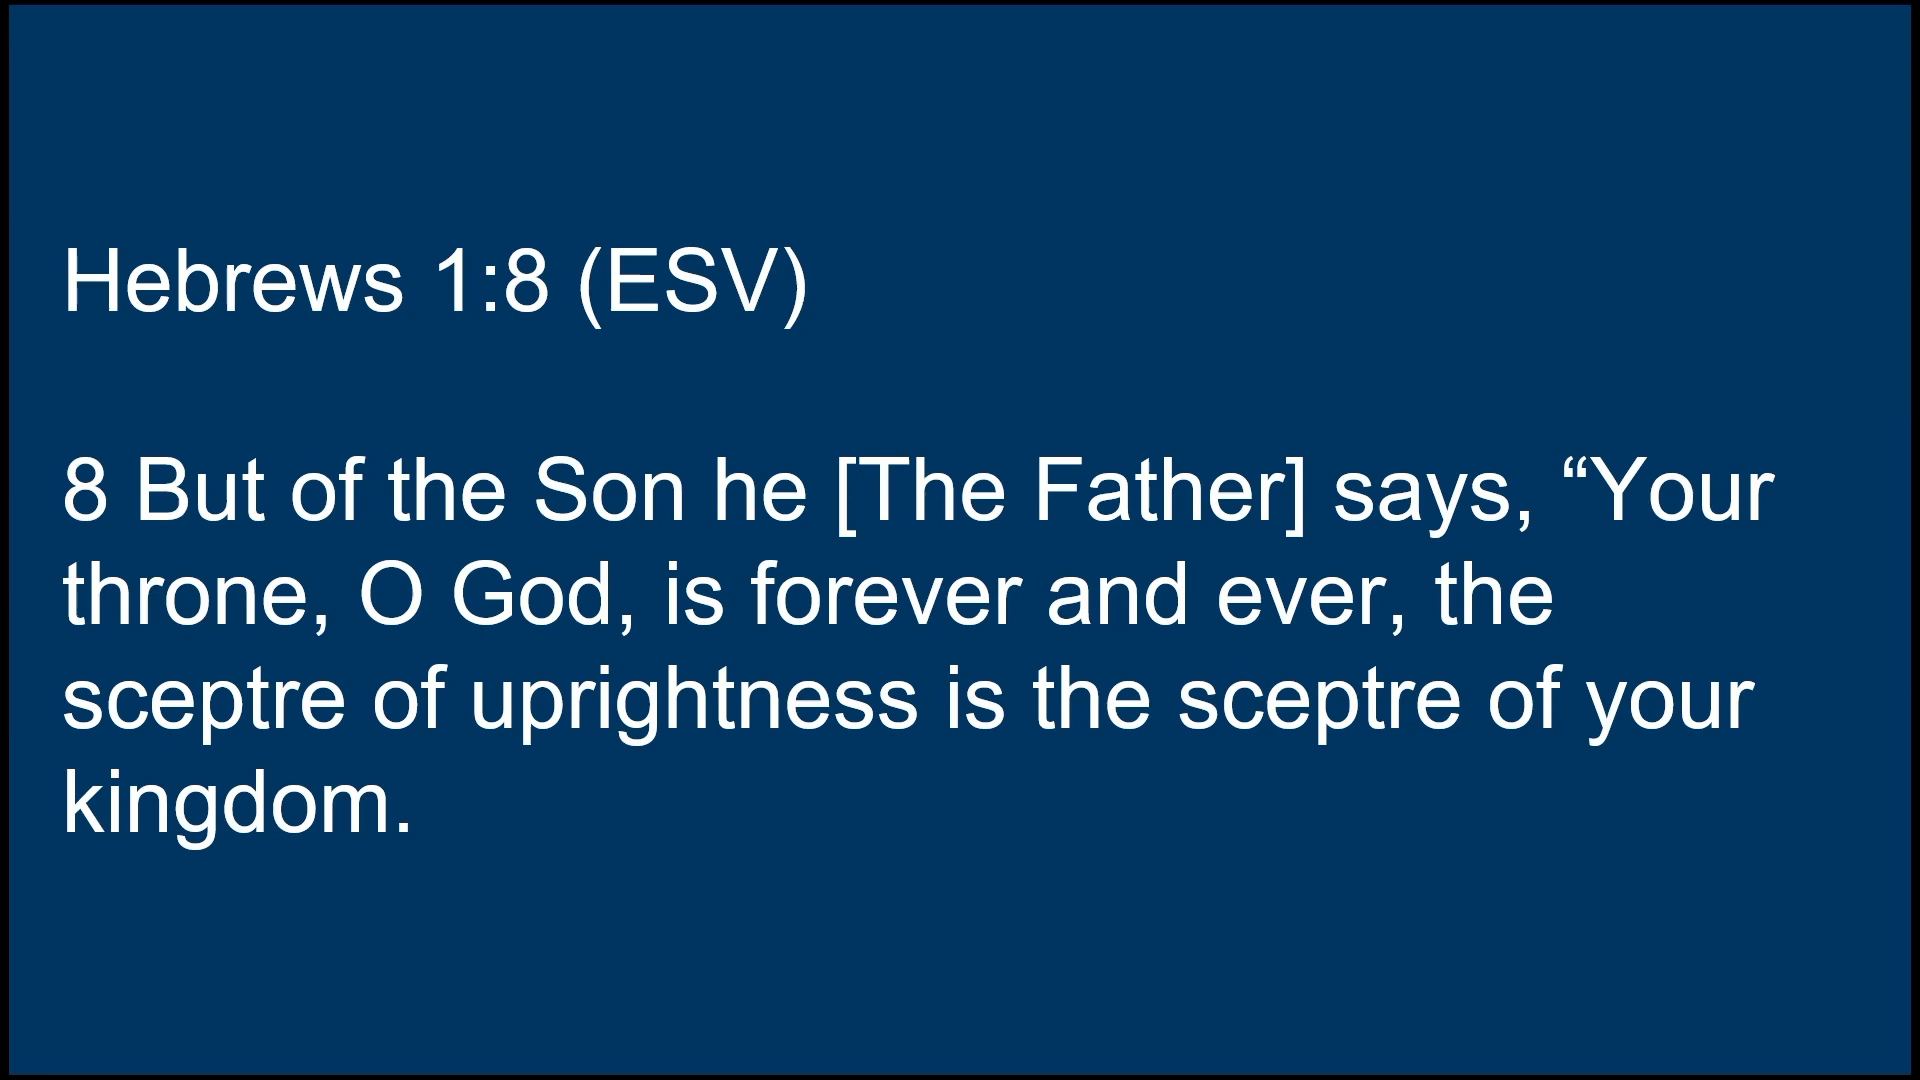 Hebrews 1:8 (ESV)
8 But of the Son he [The Father] says, “Your
throne, O God, is forever and ever, the
sceptre of uprightness is the sceptre of your
kingdom.